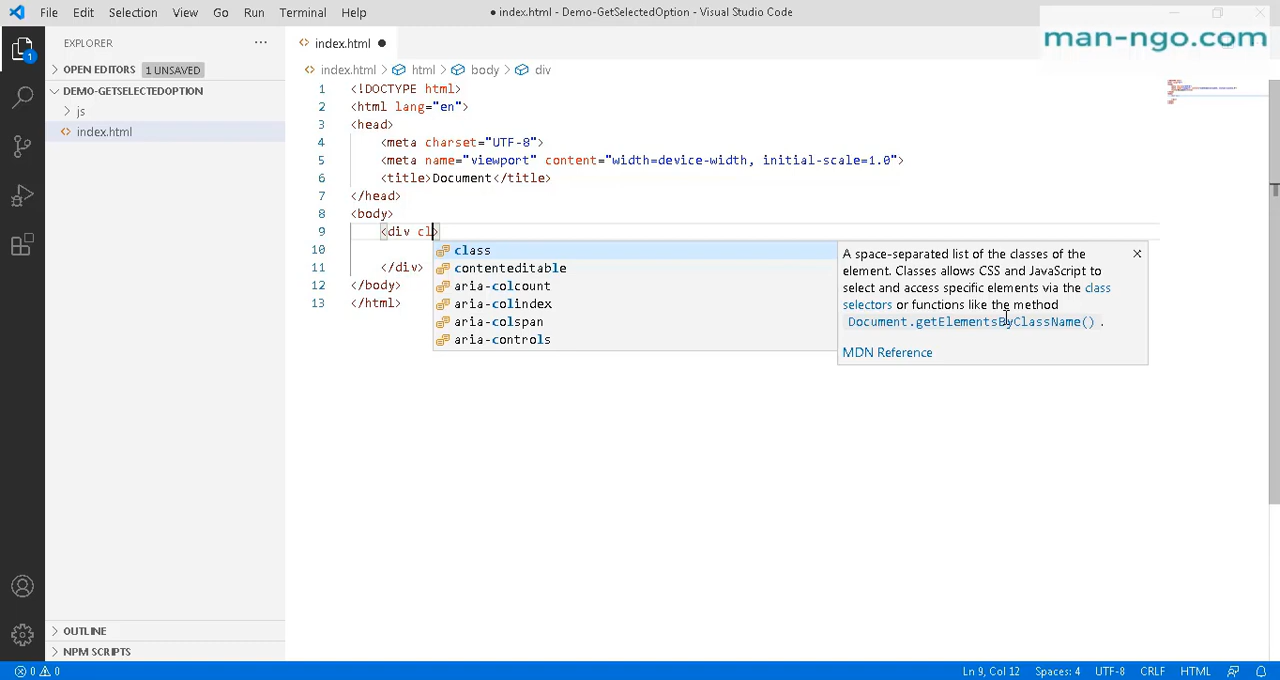 File Edit Selection View Go Run Terminal Help ● index.html - Demo-GetSelectedOption - Visual Studio Code
man-ngo.com
EXPLORER ···
index.html ●
OPEN EDITORS 1 UNSAVED
index.html > html > body > div
DEMO-GETSELECTEDOPTION
js
index.html
1
1 <!DOCTYPE html>
2 <html lang="en">
3 <head>
4 <meta charset="UTF-8">
5 <meta name="viewport" content="width=device-width, initial-scale=1.0">
6 <title>Document</title>
7 </head>
8 <body>
9 <div cl>
10
11 </div>
12 </body>
13 </html>
class
contenteditable
aria-colcount
aria-colindex
aria-colspan
aria-controls
A space-separated list of the classes of the
element. Classes allows CSS and JavaScript to
select and access specific elements via the class
selectors or functions like the method
Document.getElementsByClassName() .
MDN Reference
OUTLINE
NPM SCRIPTS
0 0 Ln 9, Col 12 Spaces: 4 UTF-8 CRLF HTML